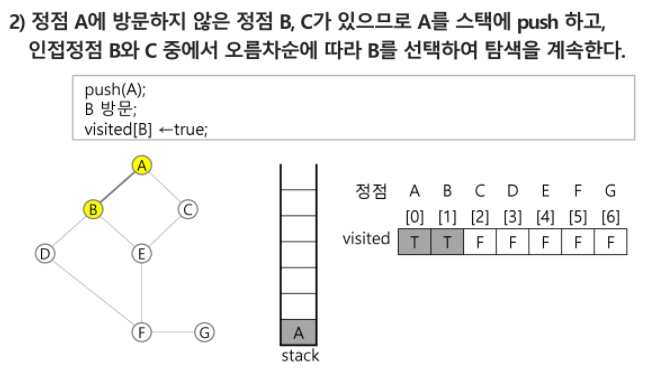 2) 정점 A에 방문하지 않은 정점 B, C가 있으므로 A를 스택에 push 하고,
인접정점 B와 C 중에서 오름차순에 따라 B를 선택하여 탐색을 계속한다.
push(A);
B 방문;
visited[B] ←true;
A
B
C
D
E
F
G
A
stack
정점 A B C D E F G
[0] [1] [2] [3] [4] [5] [6]
visited T T F F F F F